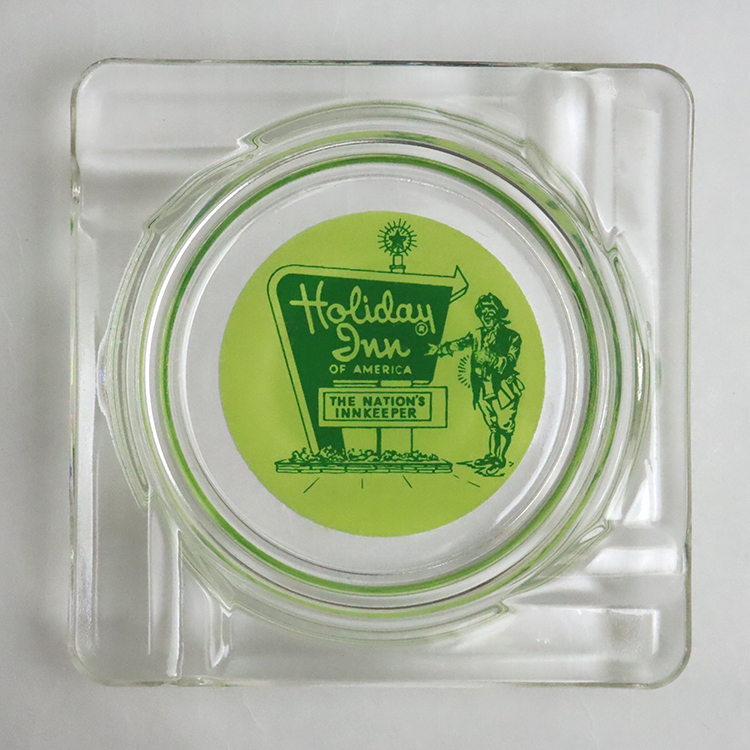 Holiday
Inn®
OF AMERICA
THE NATION'S
INNKEEPER